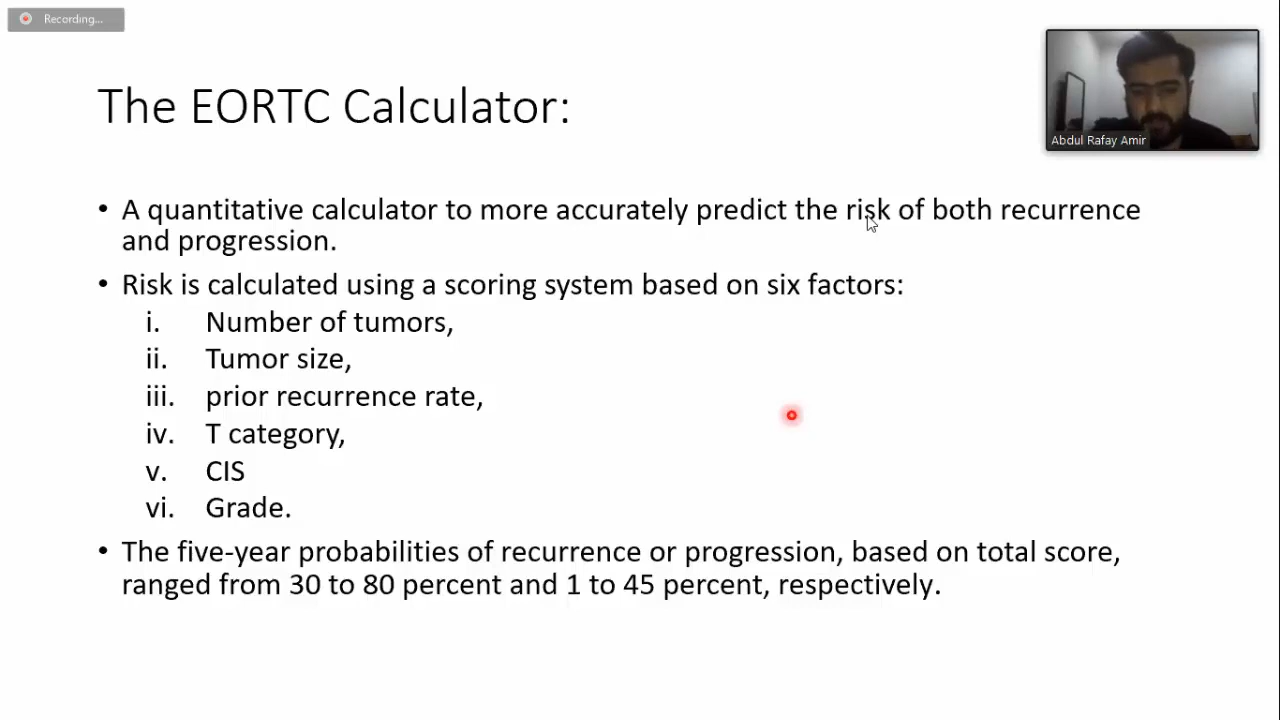 Recording...
The EORTC Calculator:
Abdul Rafay Amir
• A quantitative calculator to more accurately predict the risk of both recurrence
and progression.
• Risk is calculated using a scoring system based on six factors:
i. Number of tumors,
ii. Tumor size,
iii. prior recurrence rate,
iv. T category,
v. CIS
vi. Grade.
• The five-year probabilities of recurrence or progression, based on total score,
ranged from 30 to 80 percent and 1 to 45 percent, respectively.